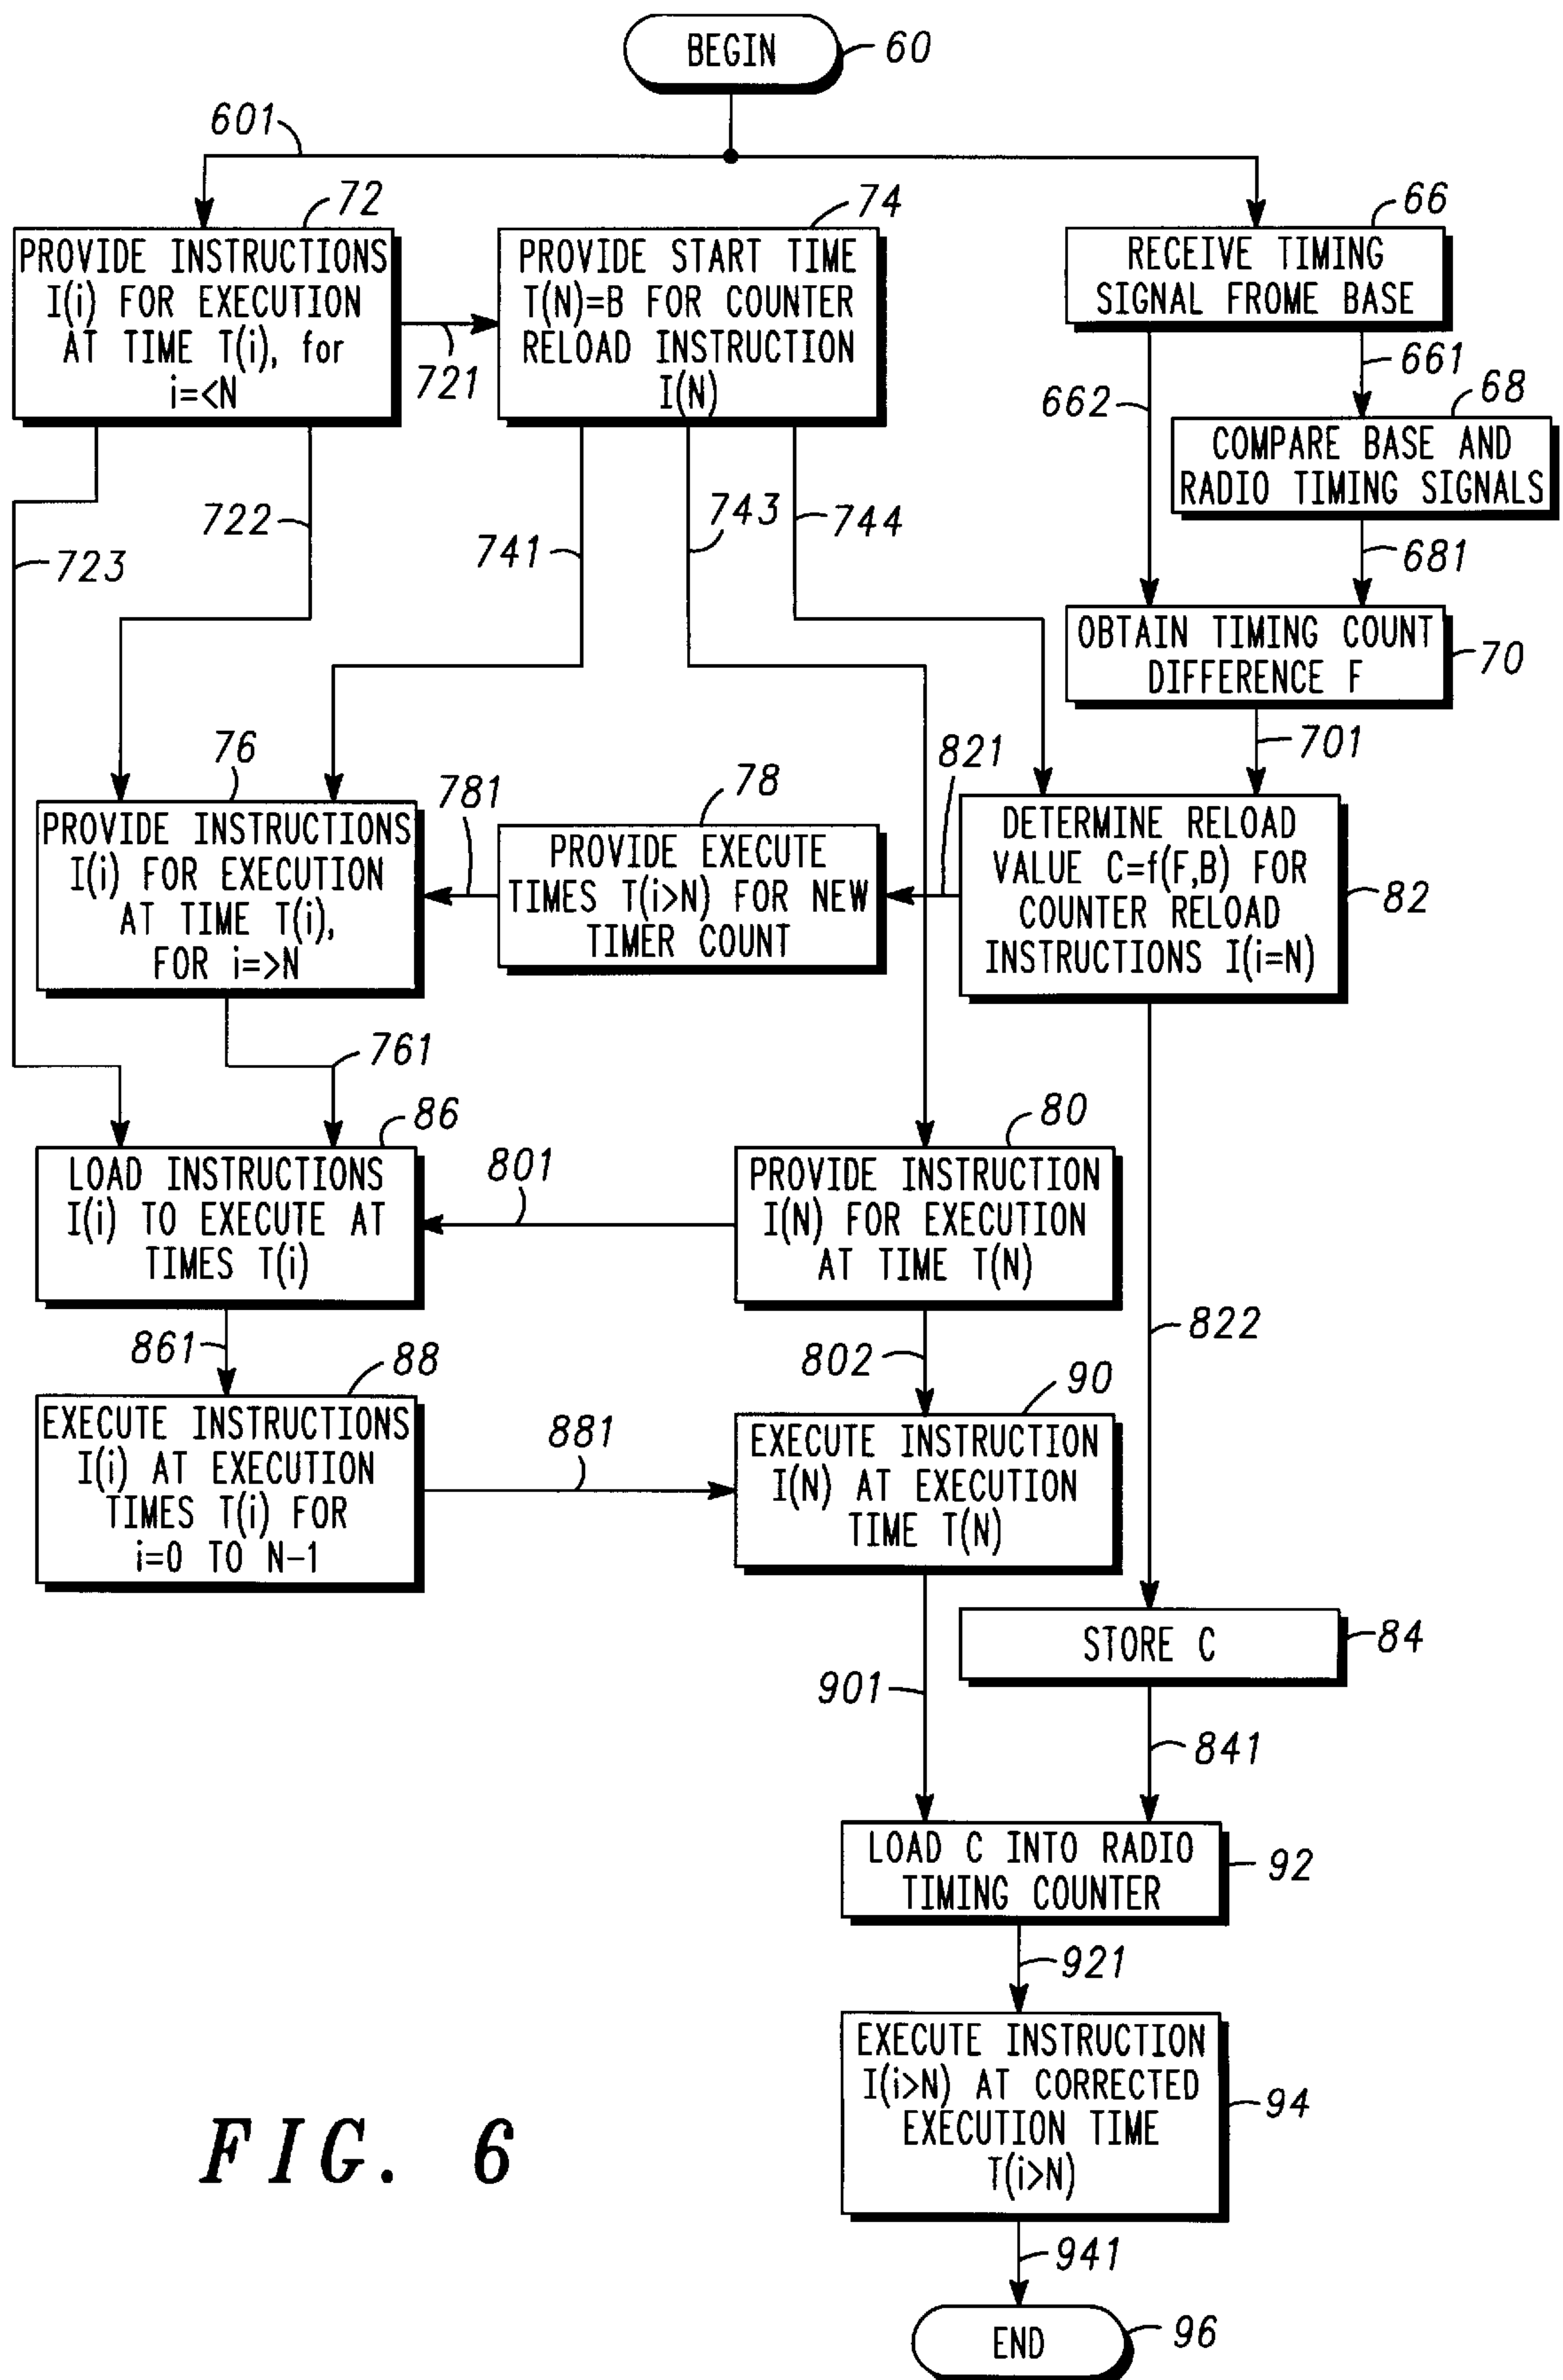 BEGIN
60
601
72
PROVIDE INSTRUCTIONS
I(i) FOR EXECUTION
AT TIME T(i), for
i=<N
721
74
PROVIDE START TIME
T(N)=B FOR COUNTER
RELOAD INSTRUCTION
I(N)
66
RECEIVE TIMING
SIGNAL FROME BASE
661
662
68
COMPARE BASE AND
RADIO TIMING SIGNALS
681
722
723
741
743
744
OBTAIN TIMING COUNT
DIFFERENCE F
70
701
76
PROVIDE INSTRUCTIONS
I(i) FOR EXECUTION
AT TIME T(i),
FOR i=>N
781
78
PROVIDE EXECUTE
TIMES T(i>N) FOR NEW
TIMER COUNT
821
DETERMINE RELOAD
VALUE C=f(F,B) FOR
COUNTER RELOAD
INSTRUCTIONS I(i=N)
82
761
86
LOAD INSTRUCTIONS
I(i) TO EXECUTE AT
TIMES T(i)
801
80
PROVIDE INSTRUCTION
I(N) FOR EXECUTION
AT TIME T(N)
822
861
88
EXECUTE INSTRUCTIONS
I(i) AT EXECUTION
TIMES T(i) FOR
i=0 TO N-1
881
802
90
EXECUTE INSTRUCTION
I(N) AT EXECUTION
TIME T(N)
STORE C
84
901
841
LOAD C INTO RADIO
TIMING COUNTER
92
921
EXECUTE INSTRUCTION
I(i>N) AT CORRECTED
EXECUTION TIME
T(i>N)
94
941
END
96
FIG. 6